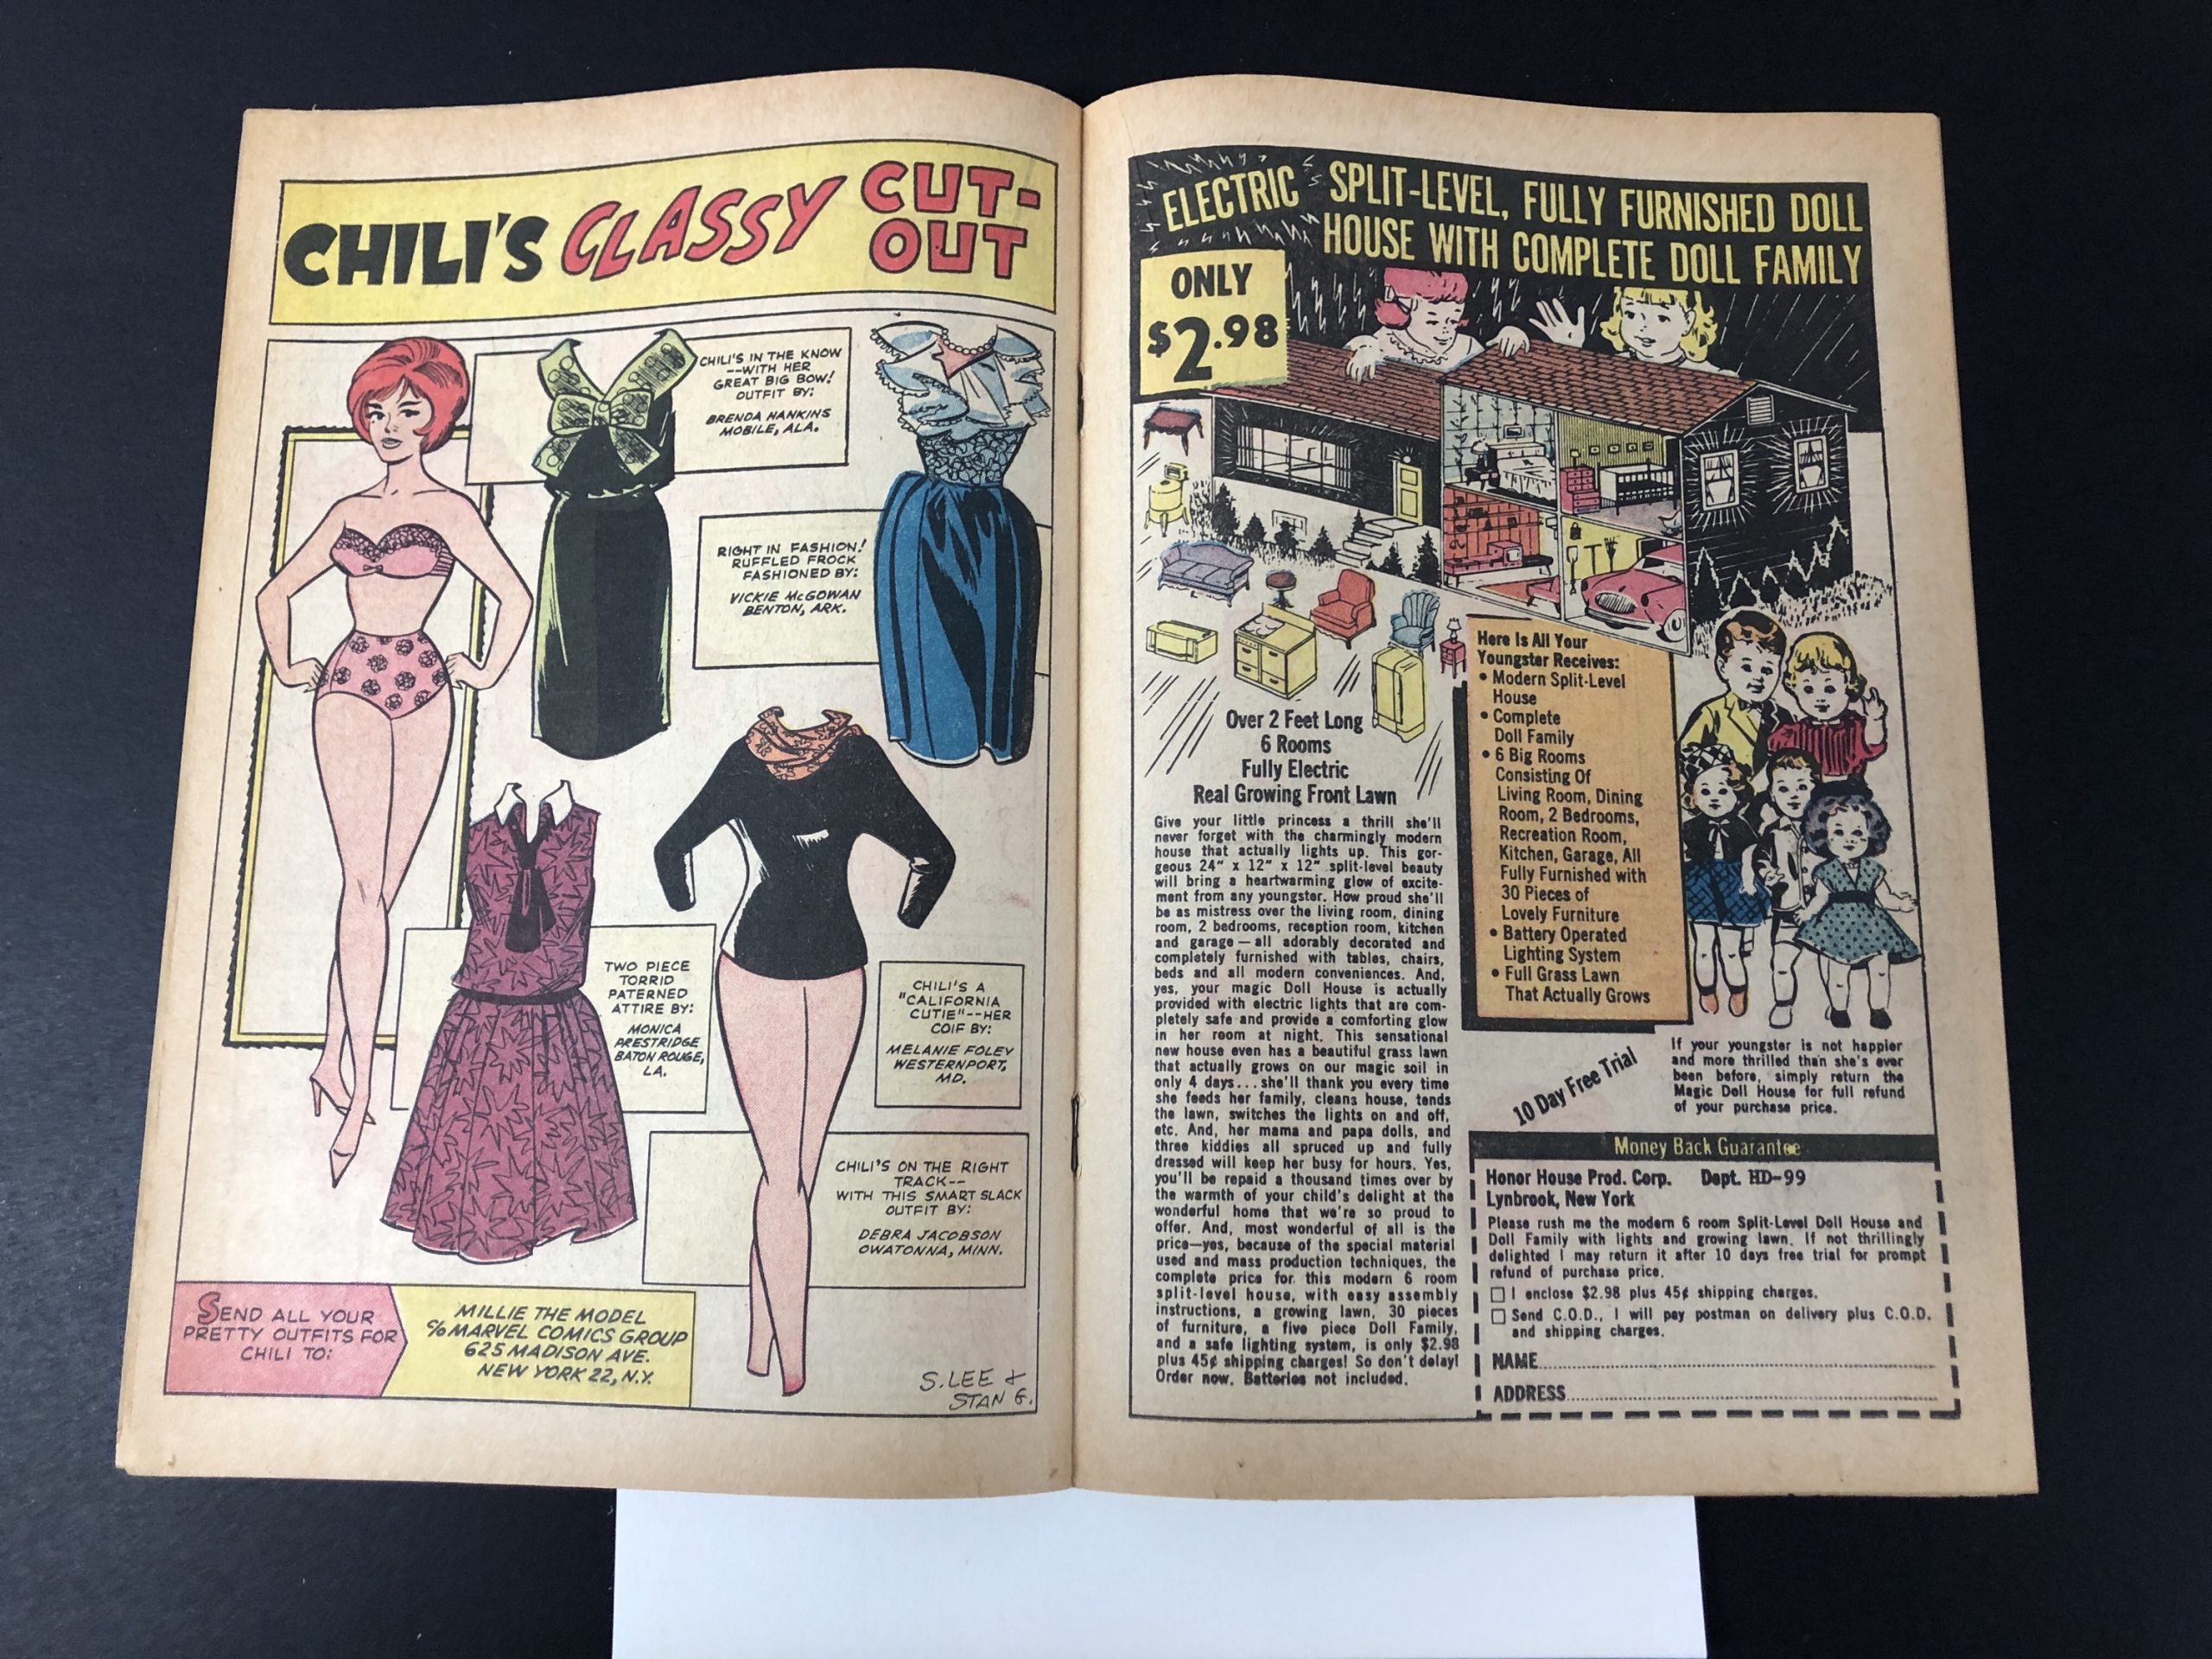 CHILI'S CLASSY CUT-
OUT
CHILI'S IN THE KNOW
--WITH HER
GREAT BIG BOW!
OUTFIT BY:
BRENDA HANKINS
MOBILE, ALA.
RIGHT IN FASHION!
RUFFLED FROCK
FASHIONED BY:
VICKIE McGOWAN
BENTON, ARK.
TWO PIECE
TORRID
PATERNED
ATTIRE BY:
MONICA
PRESTRIDGE
BATON ROUGE,
LA.
CHILI'S A
"CALIFORNIA
CUTIE"--HER
COIF BY:
MELANIE FOLEY
WESTERNPORT,
MD.
CHILI'S ON THE RIGHT
TRACK--
WITH THIS SMART SLACK
OUTFIT BY:
DEBRA JACOBSON
OWATONNA, MINN.
SEND ALL YOUR
PRETTY OUTFITS FOR
CHILI TO:
MILLIE THE MODEL
c/o MARVEL COMICS GROUP
625 MADISON AVE.
NEW YORK 22, N.Y.
S. LEE &
STAN G.
ELECTRIC SPLIT-LEVEL, FULLY FURNISHED DOLL
HOUSE WITH COMPLETE DOLL FAMILY
ONLY
$2.98
Over 2 Feet Long
6 Rooms
Fully Electric
Real Growing Front Lawn
Give your little princess a thrill she'll
never forget with the charmingly modern
house that actually lights up. This gor-
geous 24" x 12" x 12" split-level beauty
will bring a heartwarming glow of excite-
ment from any youngster. How proud she'll
be as mistress over the living room, dining
room, 2 bedrooms, reception room, kitchen
and garage — all adorably decorated and
completely furnished with tables, chairs,
beds and all modern conveniences. And,
yes, your magic Doll House is actually
provided with electric lights that are com-
pletely safe and provide a comforting glow
in her room at night. This sensational
new house even has a beautiful grass lawn
that actually grows on our magic soil in
only 4 days... she'll thank you every time
she feeds her family, cleans house, tends
the lawn, switches the lights on and off,
etc. And, her mama and papa dolls, and
three kiddies all spruced up and fully
dressed will keep her busy for hours. Yes,
you'll be repaid a thousand times over by
the warmth of your child's delight at the
wonderful home that we're so proud to
offer. And, most wonderful of all is the
price—yes, because of the special material
used and mass production techniques, the
complete price for this modern 6 room
split-level house, with easy assembly
instructions, a growing lawn, 30 pieces
of furniture, a five piece Doll Family,
and a safe lighting system, is only $2.98
plus 45¢ shipping charges! So don't delay!
Order now. Batteries not included.
Here Is All Your
Youngster Receives:
• Modern Split-Level
House
• Complete
Doll Family
• 6 Big Rooms
Consisting Of
Living Room, Dining
Room, 2 Bedrooms,
Recreation Room,
Kitchen, Garage, All
Fully Furnished with
30 Pieces of
Lovely Furniture
• Battery Operated
Lighting System
• Full Grass Lawn
That Actually Grows
10 Day Free Trial
If your youngster is not happier
and more thrilled than she's ever
been before, simply return the
Magic Doll House for full refund
of your purchase price.
Money Back Guarantee
Honor House Prod. Corp. Dept. HD-99
Lynbrook, New York
Please rush me the modern 6 room Split-Level Doll House and
Doll Family with lights and growing lawn. If not thrillingly
delighted I may return it after 10 days free trial for prompt
refund of purchase price.
☐ I enclose $2.98 plus 45¢ shipping charges.
☐ Send C.O.D., I will pay postman on delivery plus C.O.D.
and shipping charges.
NAME
ADDRESS